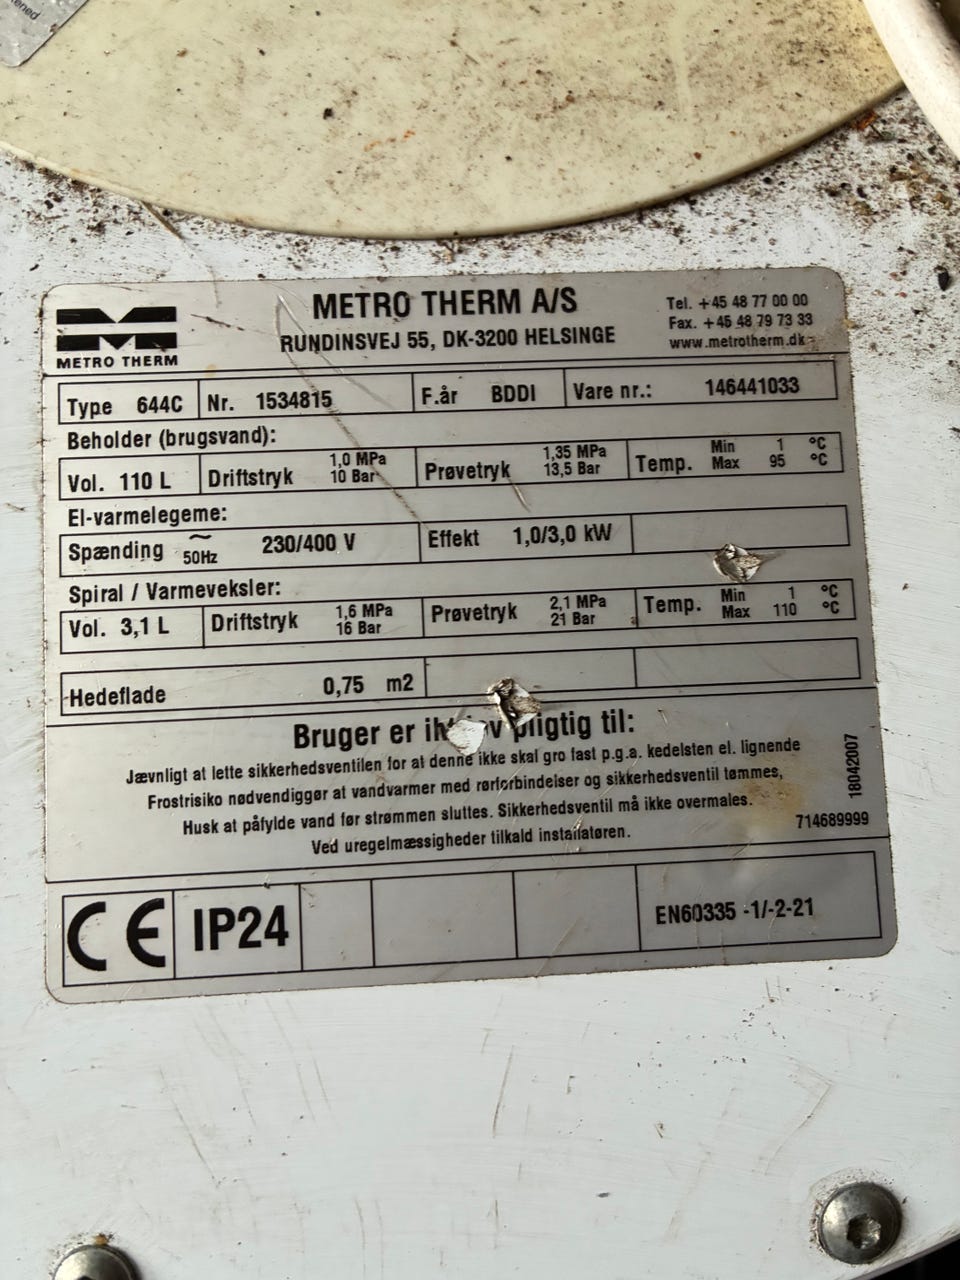 ened
METRO THERM
METRO THERM A/S
RUNDINSVEJ 55, DK-3200 HELSINGE
Tel. +45 48 77 00 00
Fax. +45 48 79 73 33
www.metrotherm.dk
Type 644C Nr. 1534815 F.år BDDI Vare nr.: 146441033
Beholder (brugsvand):
Vol. 110 L Driftstryk 1,0 MPa 10 Bar Prøvetryk 1,35 MPa 13,5 Bar Temp. Min 1 °C Max 95 °C
El-varmelegeme:
Spænding ~ 50Hz 230/400 V Effekt 1,0/3,0 kW
Spiral / Varmeveksler:
Vol. 3,1 L Driftstryk 1,6 MPa 16 Bar Prøvetryk 2,1 MPa 21 Bar Temp. Min 1 °C Max 110 °C
Hedeflade 0,75 m2
Bruger er pligtig til:
Jævnligt at lette sikkerhedsventilen for at denne ikke skal gro fast p.g.a. kedelsten el. lignende
Frostrisiko nødvendiggør at vandvarmer med rørforbindelser og sikkerhedsventil tømmes,
Husk at påfylde vand før strømmen sluttes. Sikkerhedsventil må ikke overmales.
Ved uregelmæssigheder tilkald installatøren.
18042007
714689999
CE IP24 EN60335 -1/-2-21